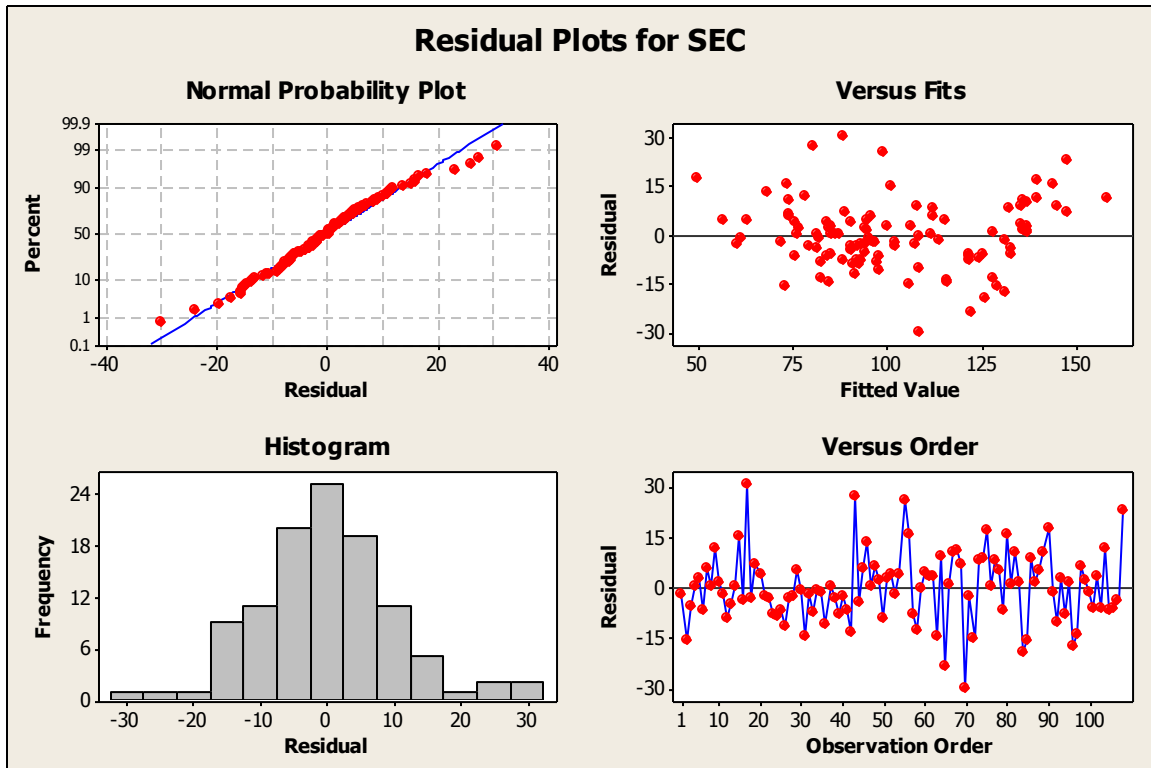 Residual Plots for SEC
Normal Probability Plot
99.9
99
90
50
10
1
0.1
Percent
-40 -20 0 20 40
Residual
Versus Fits
30
15
0
-15
-30
Residual
50 75 100 125 150
Fitted Value
Histogram
24
18
12
6
0
Frequency
-30 -20 -10 0 10 20 30
Residual
Versus Order
30
15
0
-15
-30
Residual
1 10 20 30 40 50 60 70 80 90 100
Observation Order